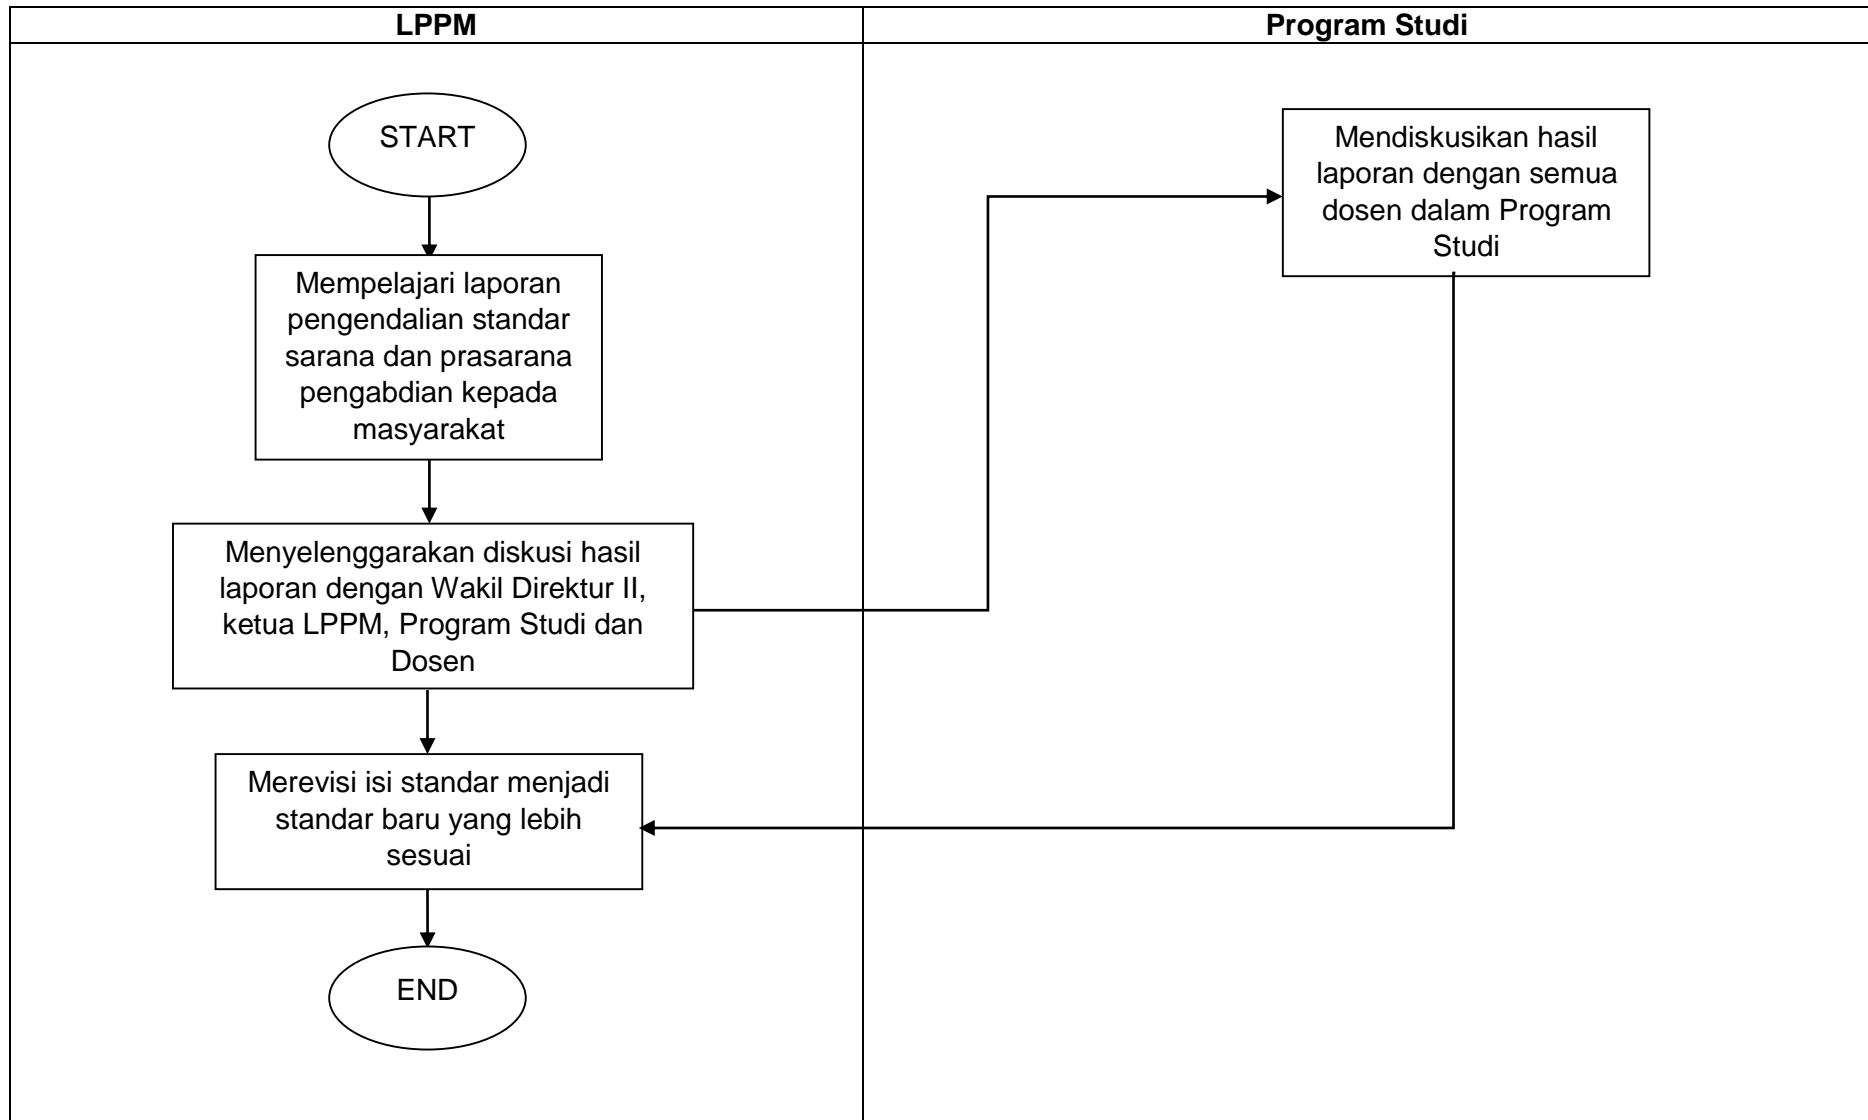 LPPM
Program Studi
START
Mempelajari laporan
pengendalian standar
sarana dan prasarana
pengabdian kepada
masyarakat
Menyelenggarakan diskusi hasil
laporan dengan Wakil Direktur II,
ketua LPPM, Program Studi dan
Dosen
Merevisi isi standar menjadi
standar baru yang lebih
sesuai
END
Mendiskusikan hasil
laporan dengan semua
dosen dalam Program
Studi